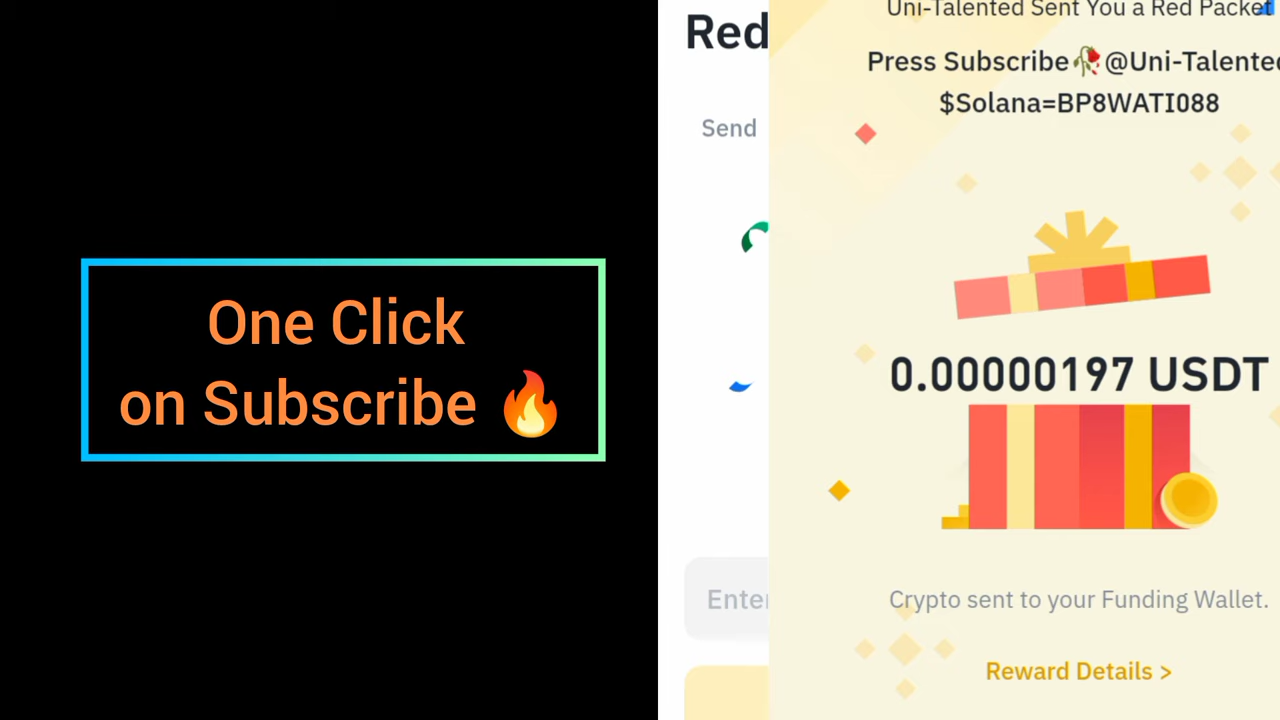 One Click
on Subscribe 🔥
Red
Send
Enter
Uni-Talented Sent You a Red Packet
Press Subscribe🥀@Uni-Talented
$Solana=BP8WATI088
0.00000197 USDT
Crypto sent to your Funding Wallet.
Reward Details >